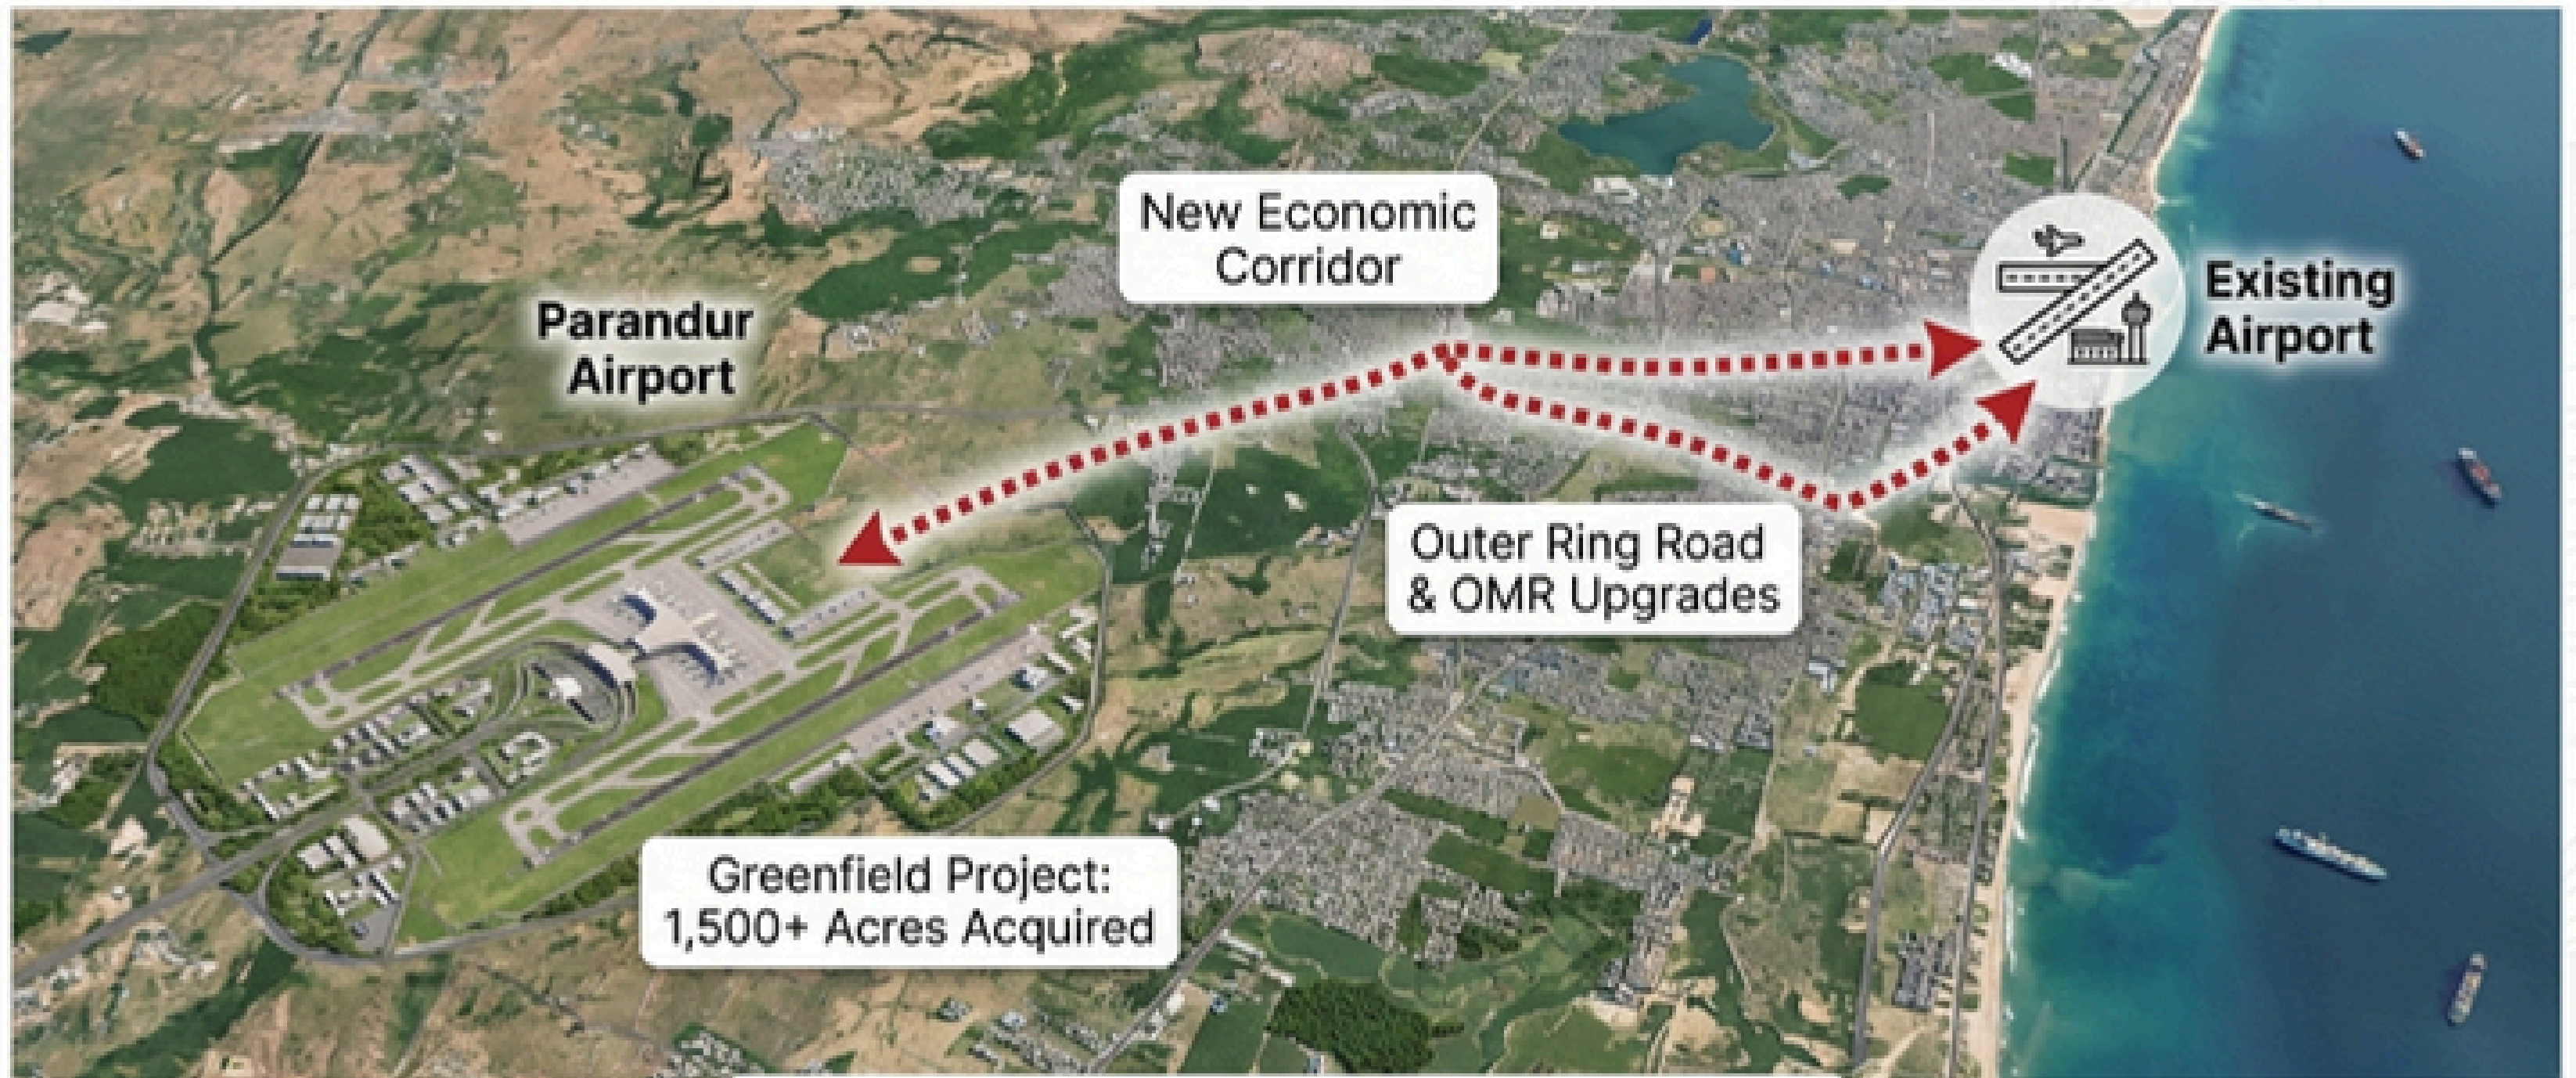 New Economic
Corridor
Parandur
Airport
Existing
Airport
Outer Ring Road
& OMR Upgrades
Greenfield Project:
1,500+ Acres Acquired